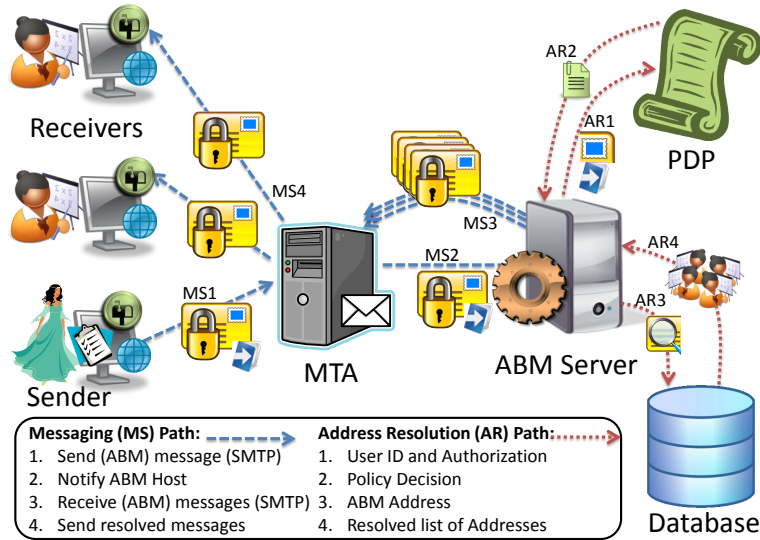 AR2
AR1
Receivers
PDP
MS4
MS3
MS2
AR4
MS1
AR3
MTA
ABM Server
Sender
Messaging (MS) Path:
1. Send (ABM) message (SMTP)
2. Notify ABM Host
3. Receive (ABM) messages (SMTP)
4. Send resolved messages
Address Resolution (AR) Path:
1. User ID and Authorization
2. Policy Decision
3. ABM Address
4. Resolved list of Addresses
Database